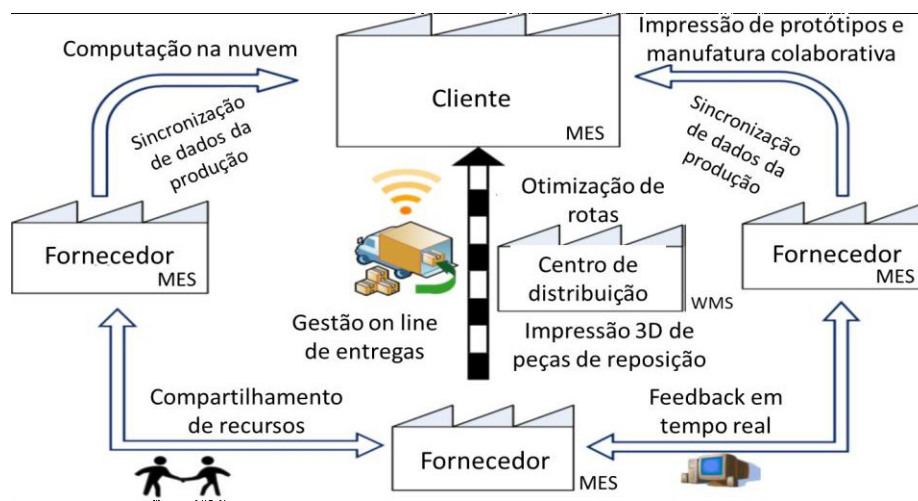 Computação na nuvem
Sincronização
de dados da
produção
Cliente
MES
Impressão de protótipos e
manufatura colaborativa
Sincronização
de dados da
produção
Fornecedor
MES
Otimização de
rotas
Centro de
distribuição
WMS
Gestão on line
de entregas
Impressão 3D de
peças de reposição
Fornecedor
MES
Compartilhamento
de recursos
Feedback em
tempo real
Fornecedor
MES